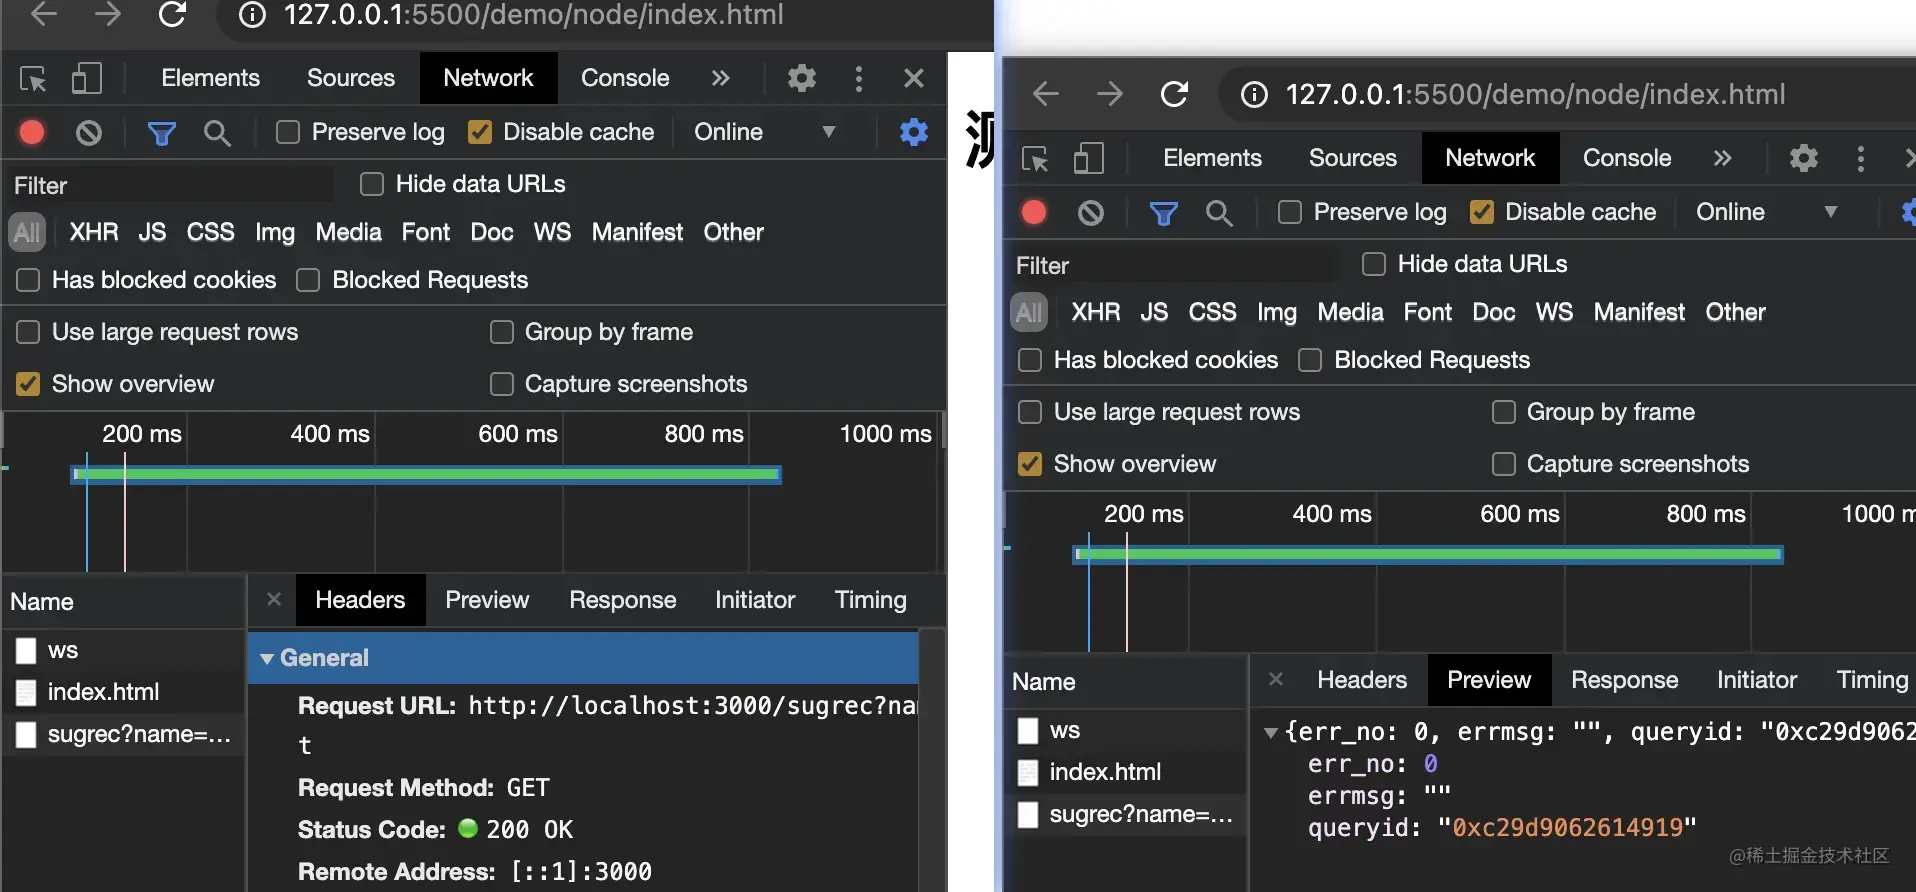 127.0.0.1:5500/demo/node/index.html
Elements Sources Network Console »
Preserve log Disable cache Online
Filter Hide data URLs
All XHR JS CSS Img Media Font Doc WS Manifest Other
Has blocked cookies Blocked Requests
Use large request rows Group by frame
Show overview Capture screenshots
200 ms 400 ms 600 ms 800 ms 1000 ms
Name × Headers Preview Response Initiator Timing
ws
index.html
sugrec?name=...
General
Request URL: http://localhost:3000/sugrec?na
t
Request Method: GET
Status Code: 200 OK
Remote Address: [::1]:3000
127.0.0.1:5500/demo/node/index.html
Elements Sources Network Console »
Preserve log Disable cache Online
Filter Hide data URLs
All XHR JS CSS Img Media Font Doc WS Manifest Other
Has blocked cookies Blocked Requests
Use large request rows Group by frame
Show overview Capture screenshots
200 ms 400 ms 600 ms 800 ms 1000 m
Name × Headers Preview Response Initiator Timing
ws
index.html
sugrec?name=...
{err_no: 0, errmsg: "", queryid: "0xc29d9062
err_no: 0
errmsg: ""
queryid: "0xc29d9062614919"
@稀土掘金技术社区